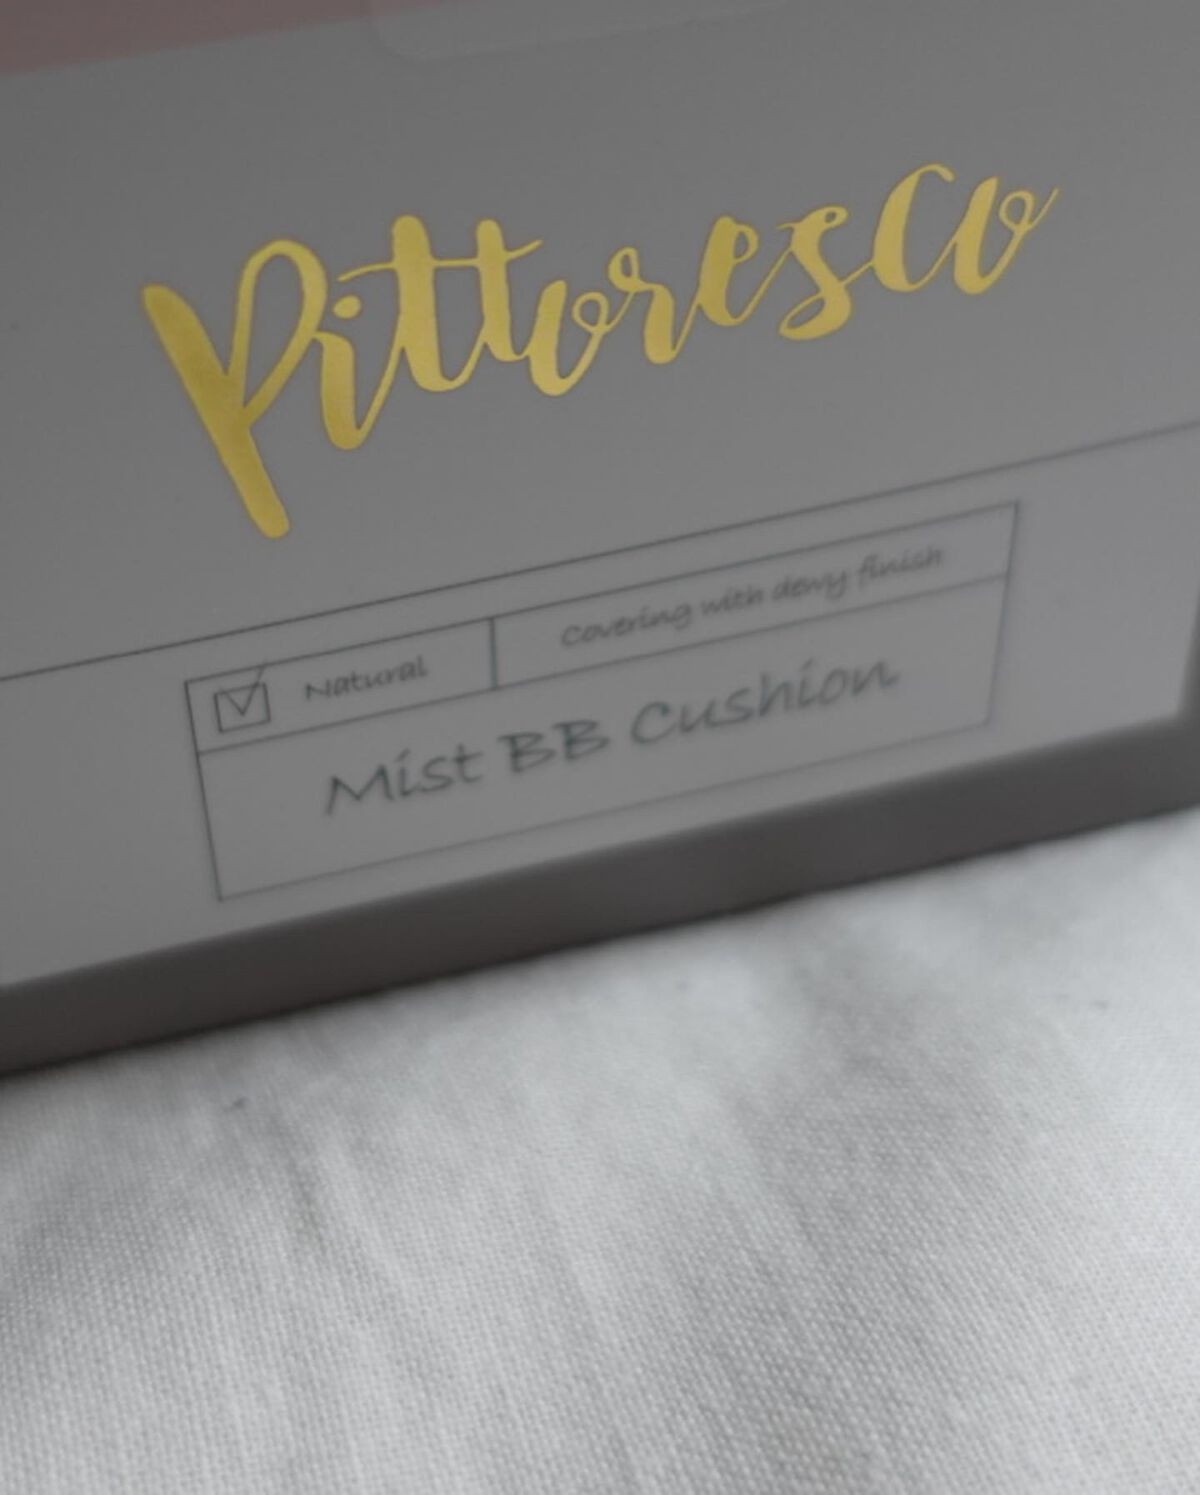 Pittoresco
Natural
Covering with dewy finish
Mist BB Cushion